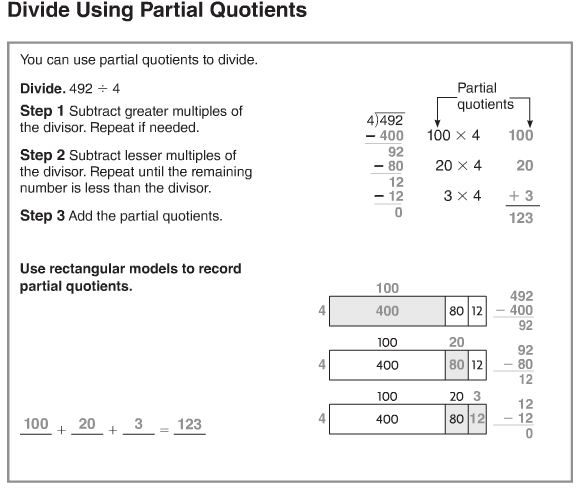 Divide Using Partial Quotients
You can use partial quotients to divide.
Divide. 492 ÷ 4
Step 1 Subtract greater multiples of
the divisor. Repeat if needed.
Step 2 Subtract lesser multiples of
the divisor. Repeat until the remaining
number is less than the divisor.
Step 3 Add the partial quotients.
Partial
quotients
4)492
− 400 100 × 4 100
92
− 80 20 × 4 20
12
− 12 3 × 4 + 3
0 123
Use rectangular models to record
partial quotients.
100
4 400 80 12
492
− 400
92
100 20
4 400 80 12
92
− 80
12
100 20 3
4 400 80 12
12
− 12
0
100 + 20 + 3 = 123